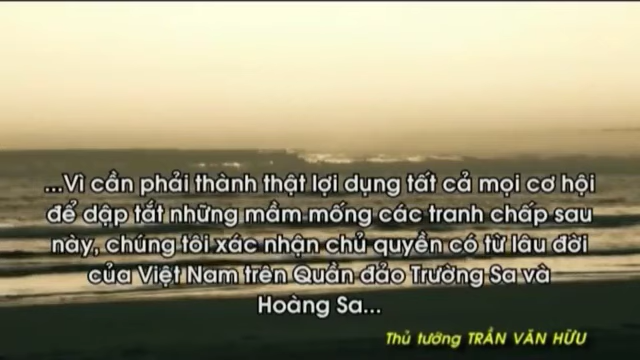 ...Vì cần phải thành thật lợi dụng tất cả mọi cơ hội
để dập tắt những mầm mống các tranh chấp sau
này, chúng tôi xác nhận chủ quyền có từ lâu đời
của Việt Nam trên Quần đảo Trường Sa và
Hoàng Sa...
Thủ tướng TRẦN VĂN HỮU